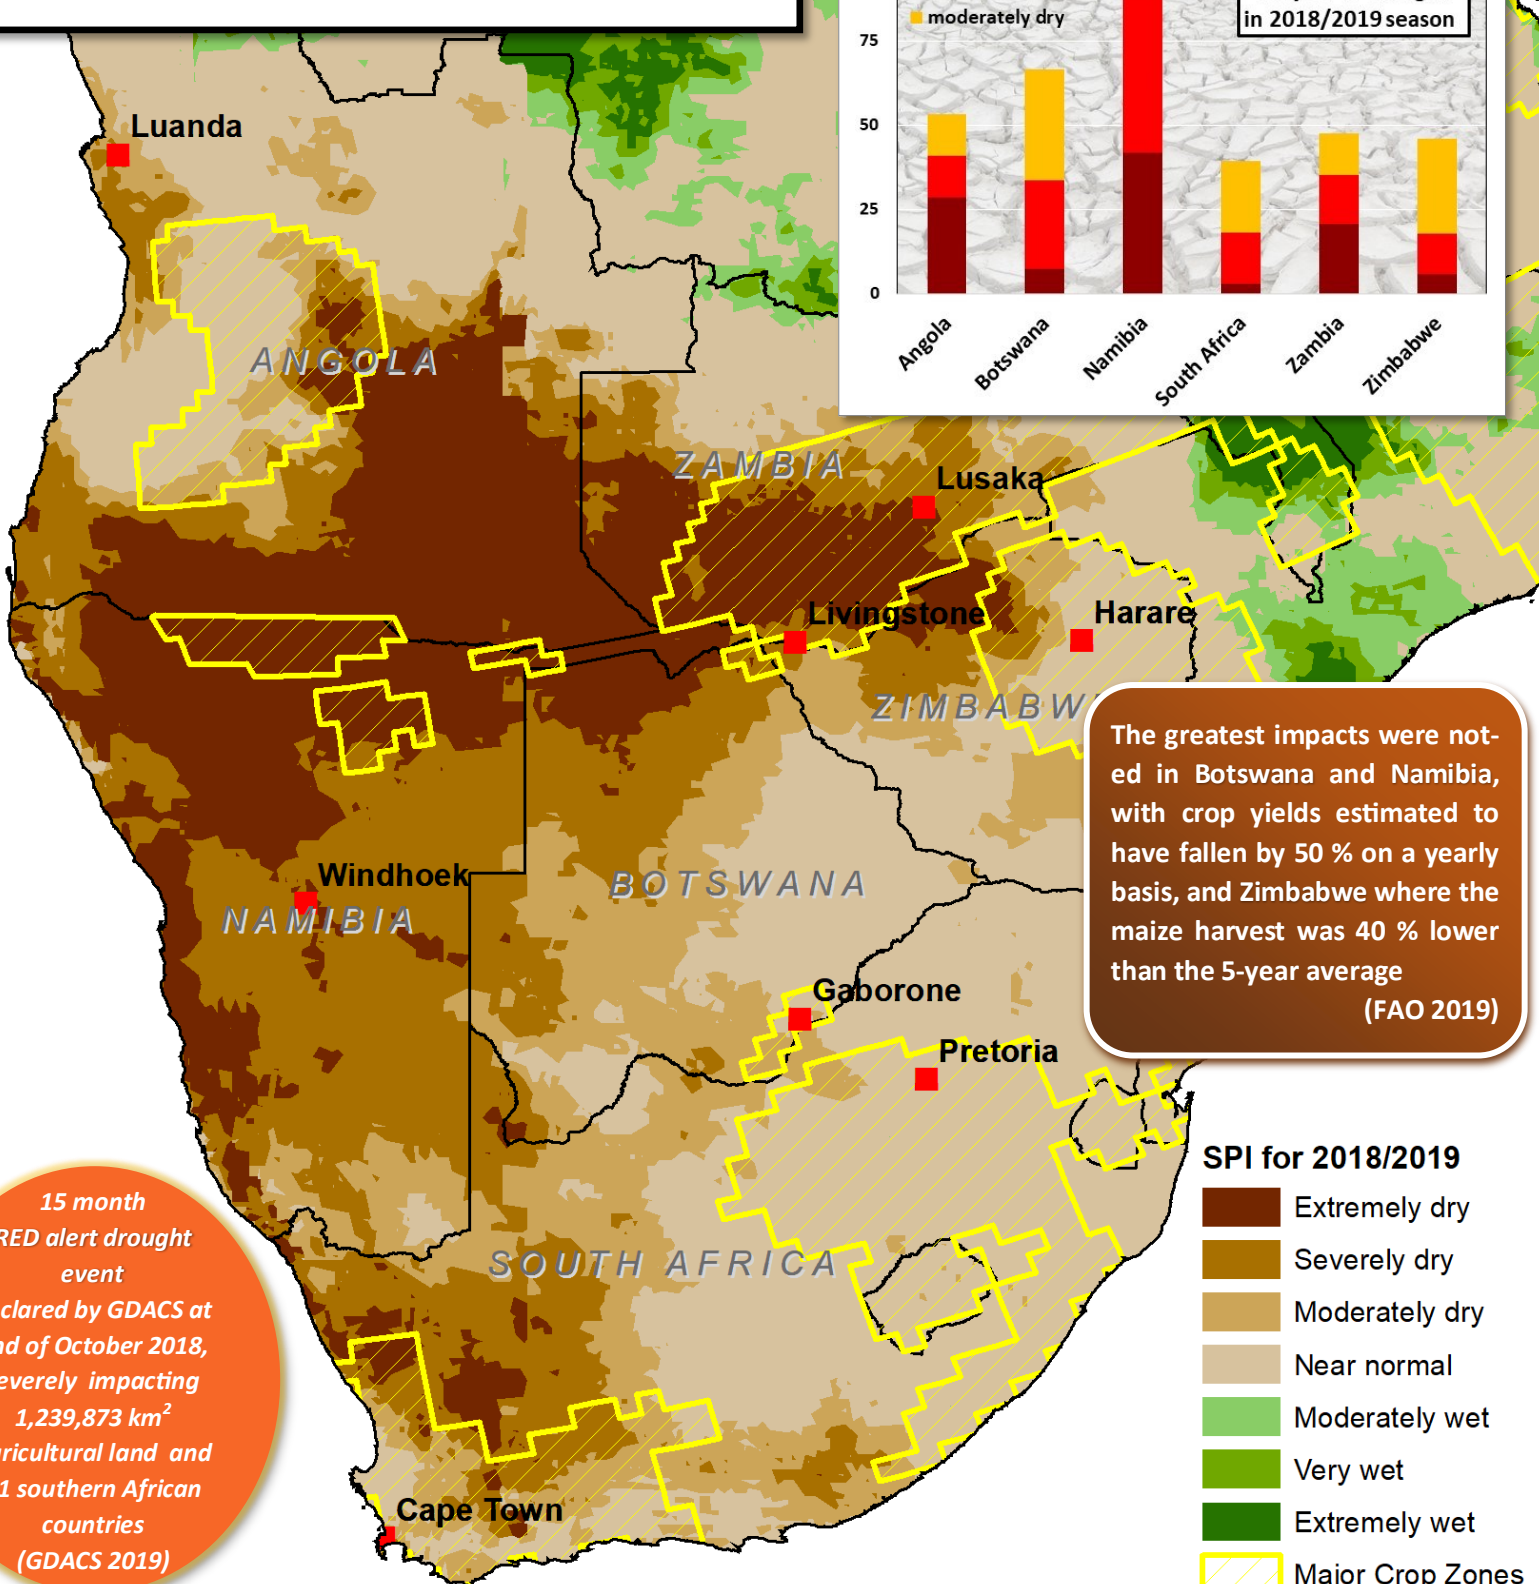 moderately dry
in 2018/2019 season
75
50
25
0
Angola
Botswana
Namibia
South Africa
Zambia
Zimbabwe
Luanda
ANGOLA
ZAMBIA
Lusaka
Livingstone
Harare
ZIMBABW
The greatest impacts were not-
ed in Botswana and Namibia,
with crop yields estimated to
have fallen by 50 % on a yearly
basis, and Zimbabwe where the
maize harvest was 40 % lower
than the 5-year average
(FAO 2019)
Windhoek
NAMIBIA
BOTSWANA
Gaborone
Pretoria
SOUTH AFRICA
Cape Town
15 month
RED alert drought
event
clared by GDACS at
nd of October 2018,
everely impacting
1,239,873 km²
ricultural land and
1 southern African
countries
(GDACS 2019)
SPI for 2018/2019
Extremely dry
Severely dry
Moderately dry
Near normal
Moderately wet
Very wet
Extremely wet
Major Crop Zones